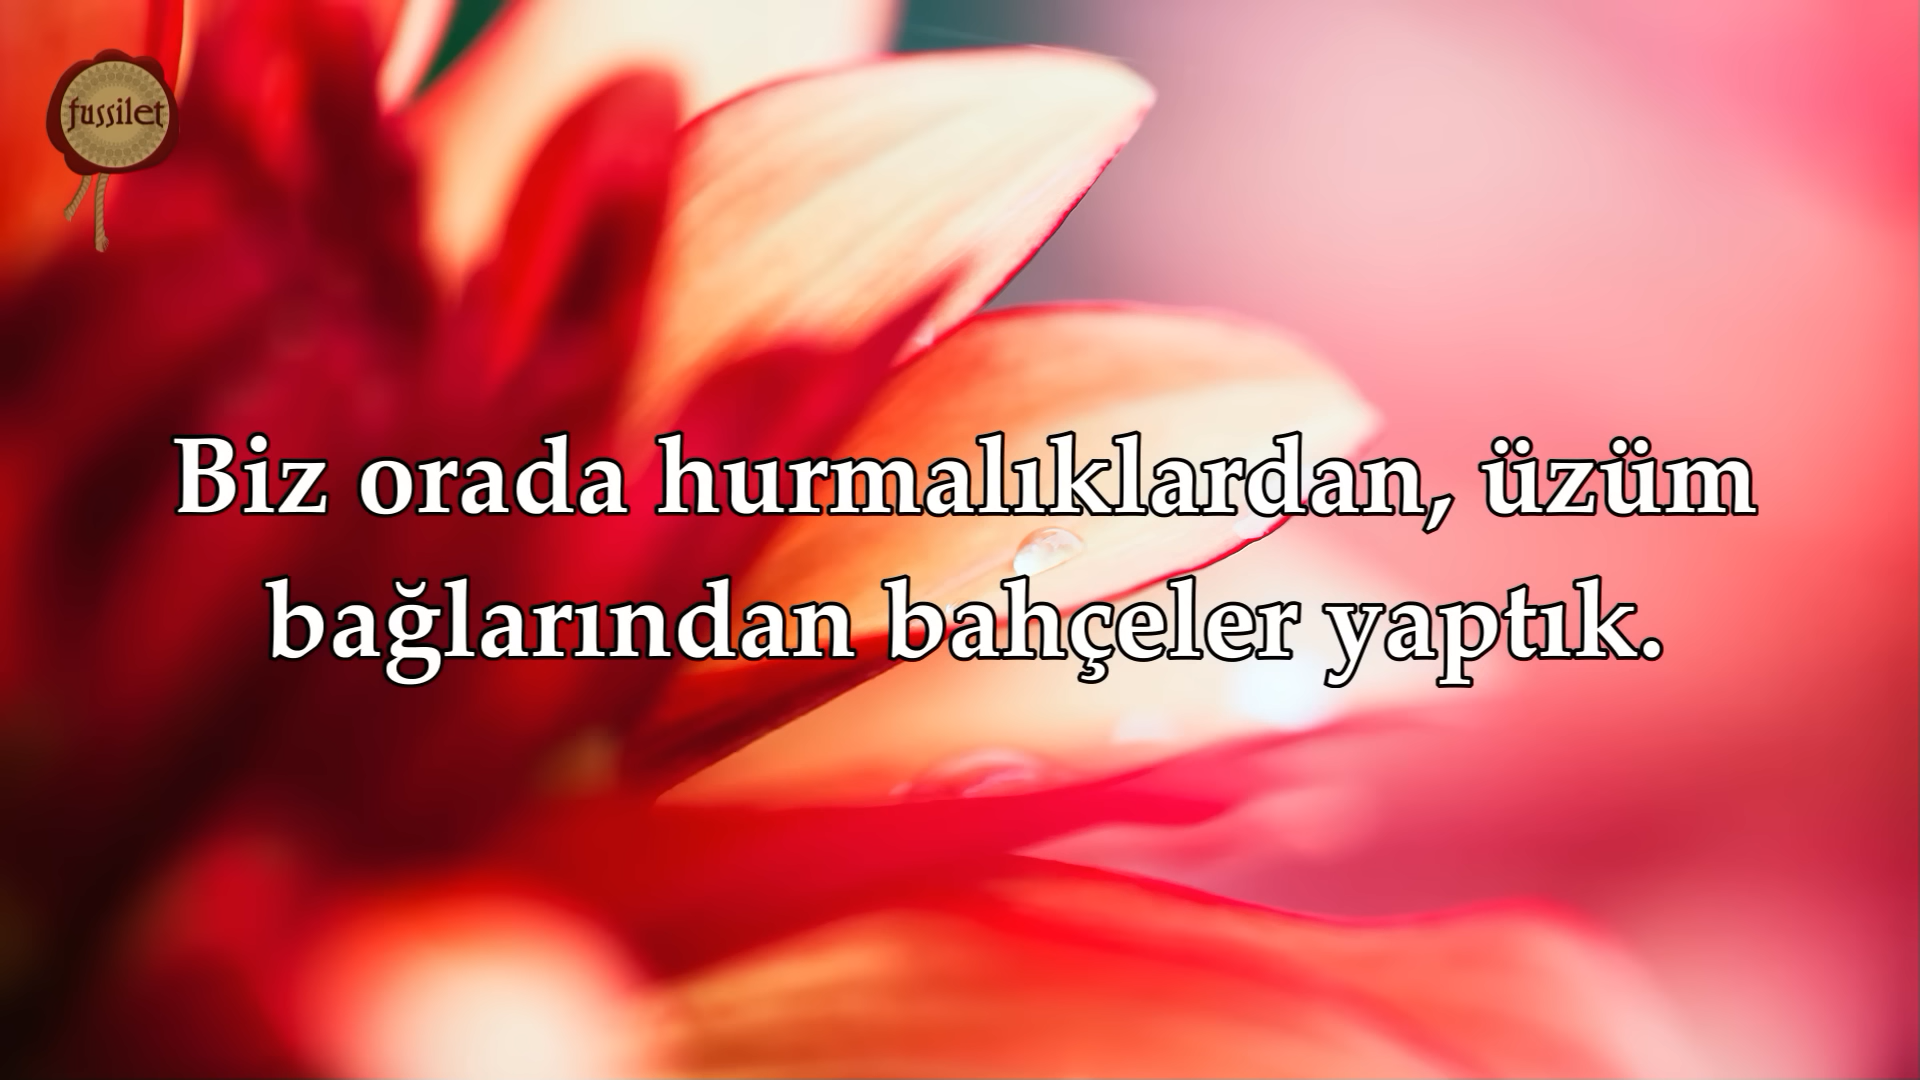 fussilet
Biz orada hurmalıklardan, üzüm
bağlarından bahçeler yaptık.